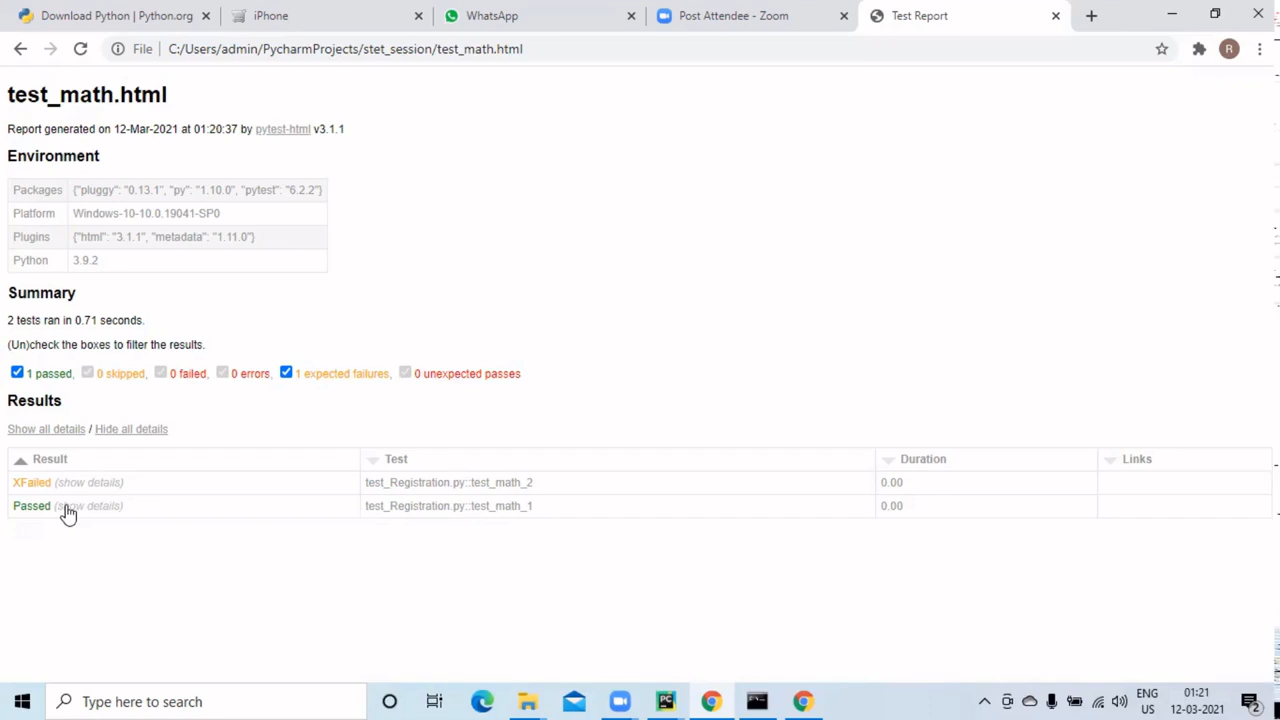 Download Python | Python.org
iPhone
WhatsApp
Post Attendee - Zoom
Test Report
File C:/Users/admin/PycharmProjects/stet_session/test_math.html
R
test_math.html
Report generated on 12-Mar-2021 at 01:20:37 by pytest-html v3.1.1
Environment
Packages {"pluggy": "0.13.1", "py": "1.10.0", "pytest": "6.2.2"}
Platform Windows-10-10.0.19041-SP0
Plugins {"html": "3.1.1", "metadata": "1.11.0"}
Python 3.9.2
Summary
2 tests ran in 0.71 seconds.
(Un)check the boxes to filter the results.
1 passed, 0 skipped, 0 failed, 0 errors, 1 expected failures, 0 unexpected passes
Results
Show all details / Hide all details
Result Test Duration Links
XFailed (show details) test_Registration.py::test_math_2 0.00
Passed (show details) test_Registration.py::test_math_1 0.00
PC
Type here to search
ENG 01:21
US 12-03-2021
2